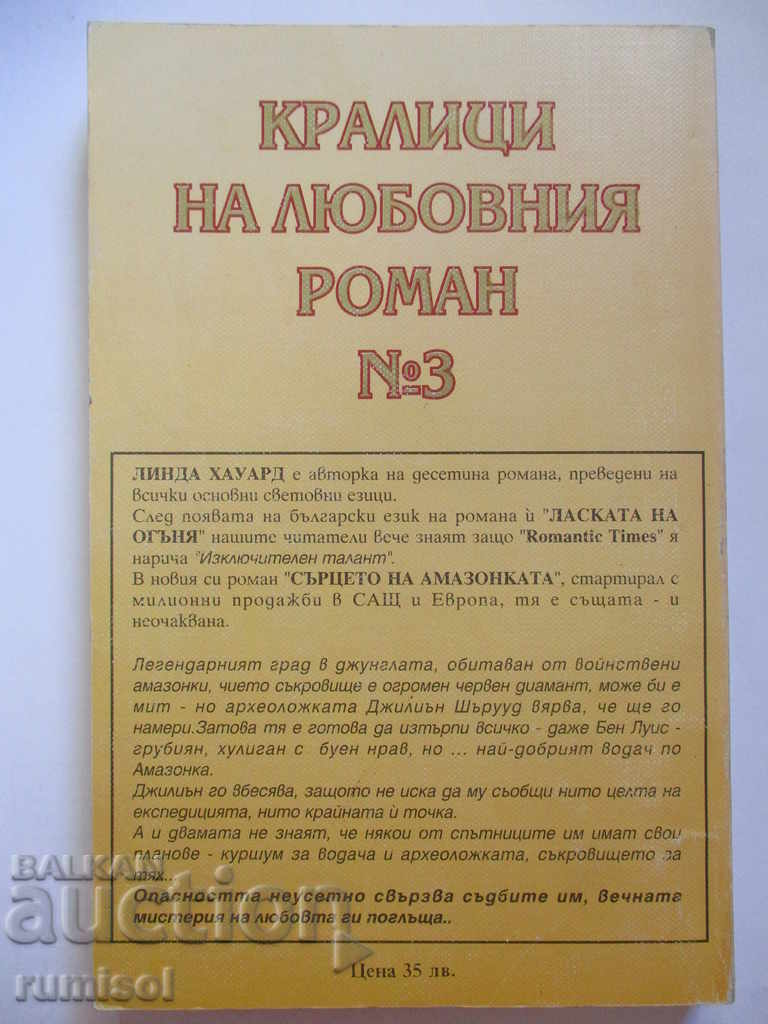 КРАЛИЦИ
НА ЛЮБОВНИЯ
РОМАН
№3
ЛИНДА ХАУАРД е авторка на десетина романа, преведени на
всички основни световни езици.
След появата на български език на романа ѝ "ЛАСКАТА НА
ОГЪНЯ" нашите читатели вече знаят защо "Romantic Times" я
нарича "Изключителен талант".
В новия си роман "СЪРЦЕТО НА АМАЗОНКАТА", стартирал с
милионни продажби в САЩ и Европа, тя е същата - и
неочаквана.
Легендарният град в джунглата, обитаван от войнствени
амазонки, чието съкровище е огромен червен диамант, може би е
мит - но археоложката Джилиън Шърууд вярва, че ще го
намери.Затова тя е готова да изтърпи всичко - даже Бен Луис -
грубиян, хулиган с буен нрав, но ... най-добрият водач по
Амазонка.
Джилиън го вбесява, защото не иска да му съобщи нито целта на
експедицията, нито крайната ѝ точка.
А и двамата не знаят, че някои от спътниците им имат свои
планове - куршум за водача и археоложката, съкровището за
тях...
Опасността неусетно свързва съдбите им, вечната
мистерия на любовта ги поглъща..
Цена 35 лв.
BALKAN
auction
rumisol